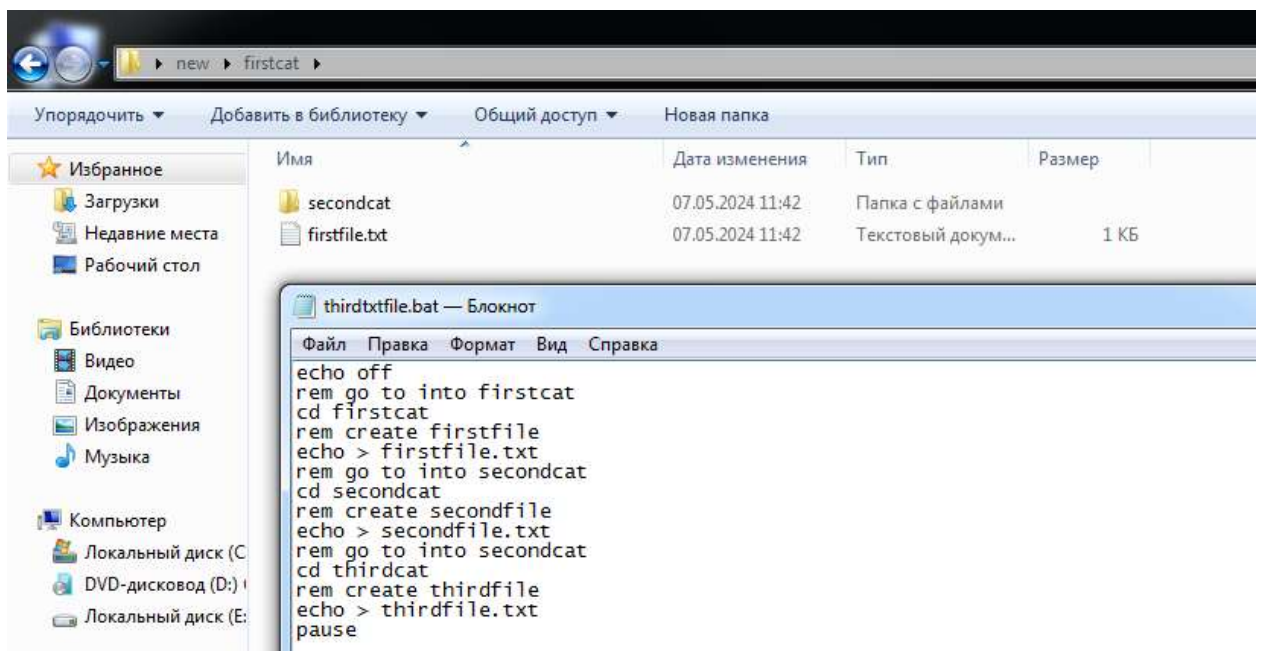 new firstcat
Упорядочить Добавить в библиотеку Общий доступ Новая папка
Имя Дата изменения Тип Размер
Избранное
Загрузки
Недавние места
Рабочий стол
Библиотеки
Видео
Документы
Изображения
Музыка
Компьютер
Локальный диск (C
DVD-дисковод (D:)
Локальный диск (E:
secondcat 07.05.2024 11:42 Папка с файлами
firstfile.txt 07.05.2024 11:42 Текстовый докум... 1 КБ
thirdtxtfile.bat — Блокнот
Файл Правка Формат Вид Справка
echo off
rem go to into firstcat
cd firstcat
rem create firstfile
echo > firstfile.txt
rem go to into secondcat
cd secondcat
rem create secondfile
echo > secondfile.txt
rem go to into secondcat
cd thirdcat
rem create thirdfile
echo > thirdfile.txt
pause